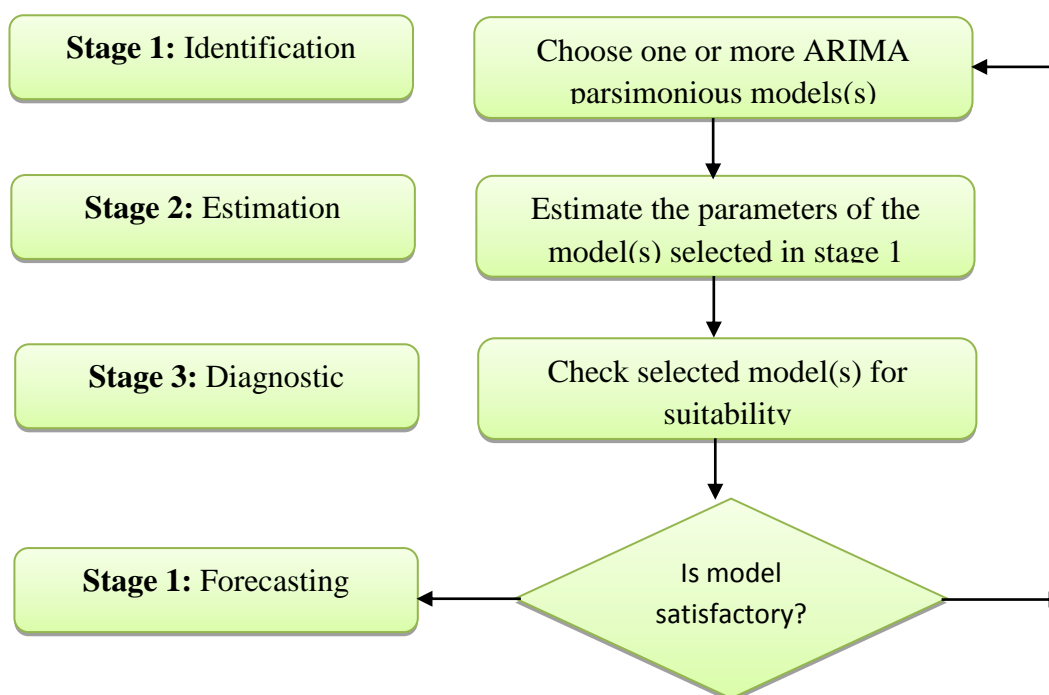 Stage 1: Identification
Choose one or more ARIMA
parsimonious models(s)
Stage 2: Estimation
Estimate the parameters of the
model(s) selected in stage 1
Stage 3: Diagnostic
Check selected model(s) for
suitability
Stage 1: Forecasting
Is model
satisfactory?